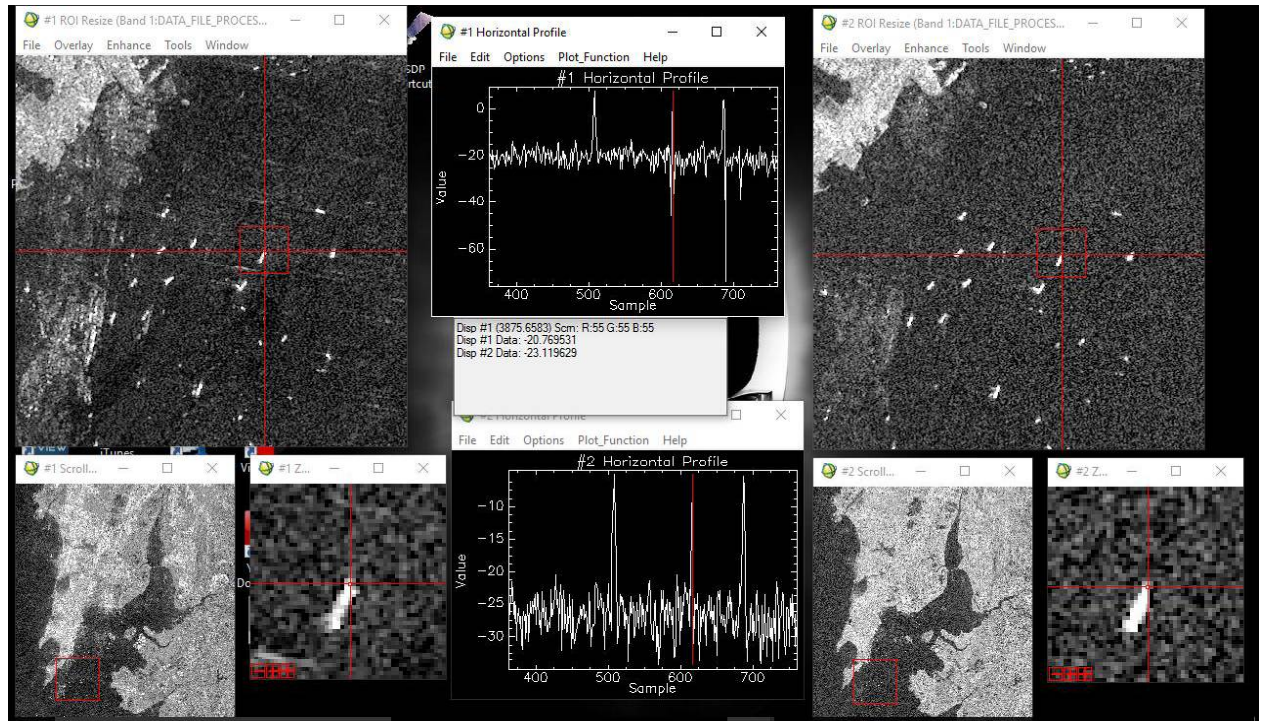 #1 ROI Resize (Band 1:DATA_FILE_PROCES...
File Overlay Enhance Tools Window
#1 Horizontal Profile
File Edit Options Plot_Function Help
#1 Horizontal Profile
0
-20
-40
-60
Value
400 500 600 700
Sample
#2 ROI Resize (Band 1:DATA_FILE_PROCES...
File Overlay Enhance Tools Window
Disp #1 (3875.6583) Scrn: R:55 G:55 B:55
Disp #1 Data: -20.769531
Disp #2 Data: -23.119629
#2 Horizontal Profile
File Edit Options Plot_Function Help
#2 Horizontal Profile
-10
-15
-20
-25
-30
Value
400 500 600 700
Sample
iTunes
#1 Scroll...
#1 Z...
#2 Scroll...
#2 Z...